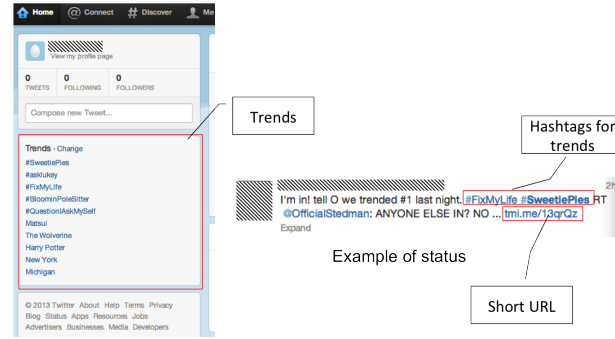 Home @ Connect # Discover Me
View my profile page
0 0 0
TWEETS FOLLOWING FOLLOWERS
Compose new Tweet...
Trends · Change
#SweetiePies
#asklukey
#FixMyLife
#BloominPoleSitter
#QuestionIAskMySelf
Matsui
The Wolverine
Harry Potter
New York
Michigan
© 2013 Twitter About Help Terms Privacy
Blog Status Apps Resources Jobs
Advertisers Businesses Media Developers
Trends
Hashtags for
trends
2h
I'm in! tell O we trended #1 last night. #FixMyLife #SweetiePies RT
@OfficialStedman: ANYONE ELSE IN? NO ... tmi.me/13qrQz
Expand
Example of status
Short URL